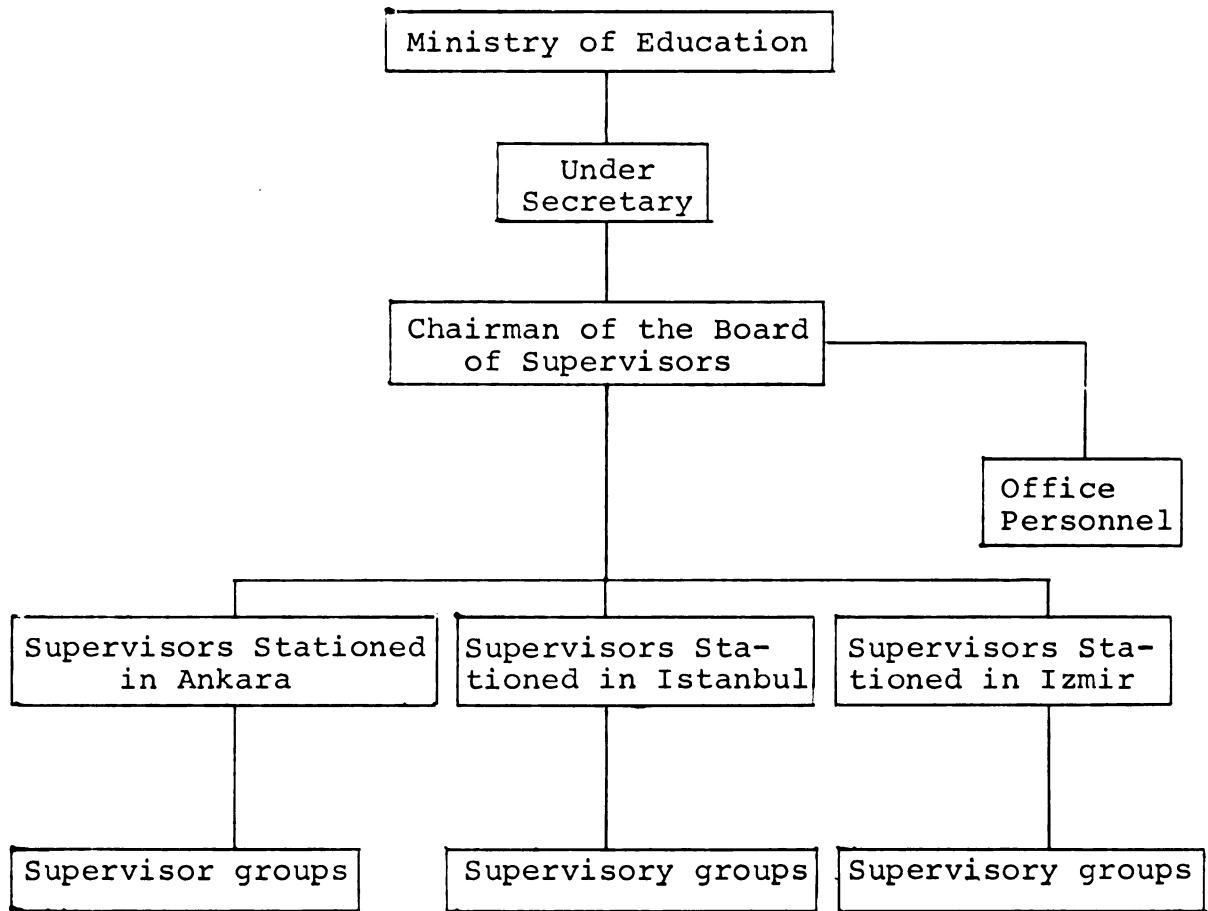 Ministry of Education
Under
Secretary
Chairman of the Board
of Supervisors
Office
Personnel
Supervisors Stationed
in Ankara
Supervisors Sta-
tioned in Istanbul
Supervisors Sta-
tioned in Izmir
Supervisor groups
Supervisory groups
Supervisory groups